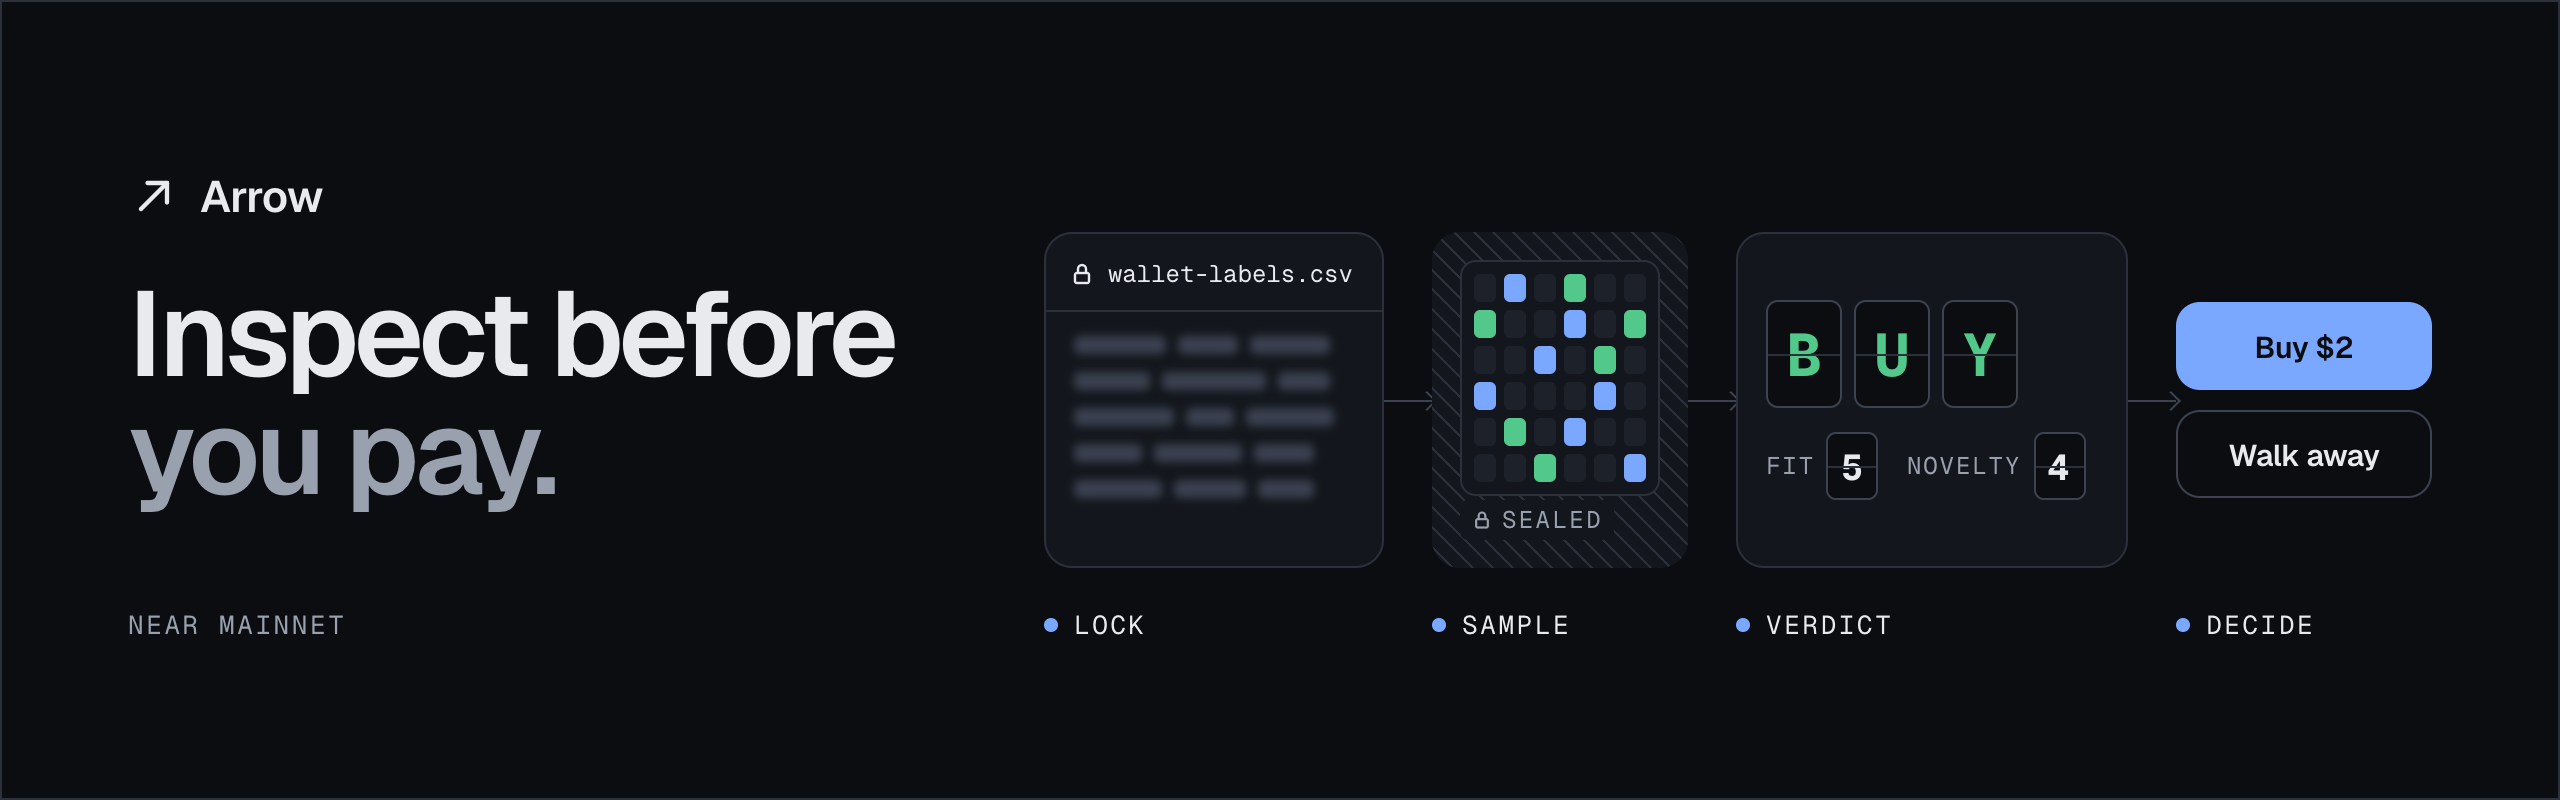 Arrow
Inspect before
you pay.
NEAR MAINNET
wallet-labels.csv
LOCK
SEALED
SAMPLE
BUY
FIT 5 NOVELTY 4
VERDICT
Buy $2
Walk away
DECIDE